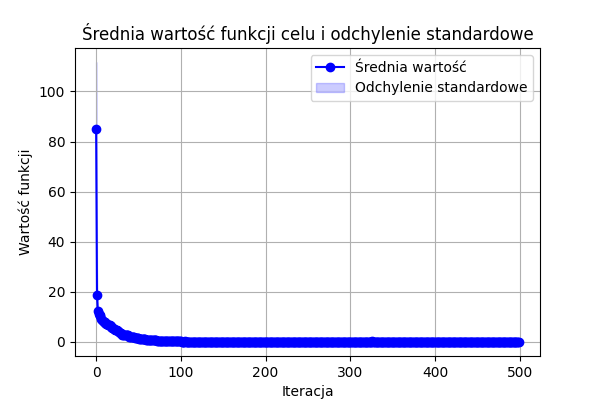 Średnia wartość funkcji celu i odchylenie standardowe
Średnia wartość
Odchylenie standardowe
Wartość funkcji
100
80
60
40
20
0
0 100 200 300 400 500
Iteracja